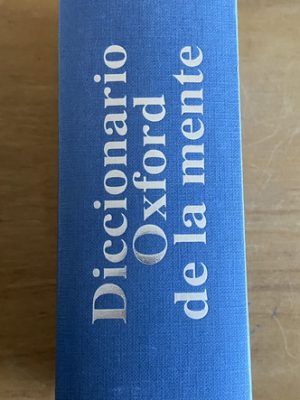 Diccionario
Oxford
de la mente